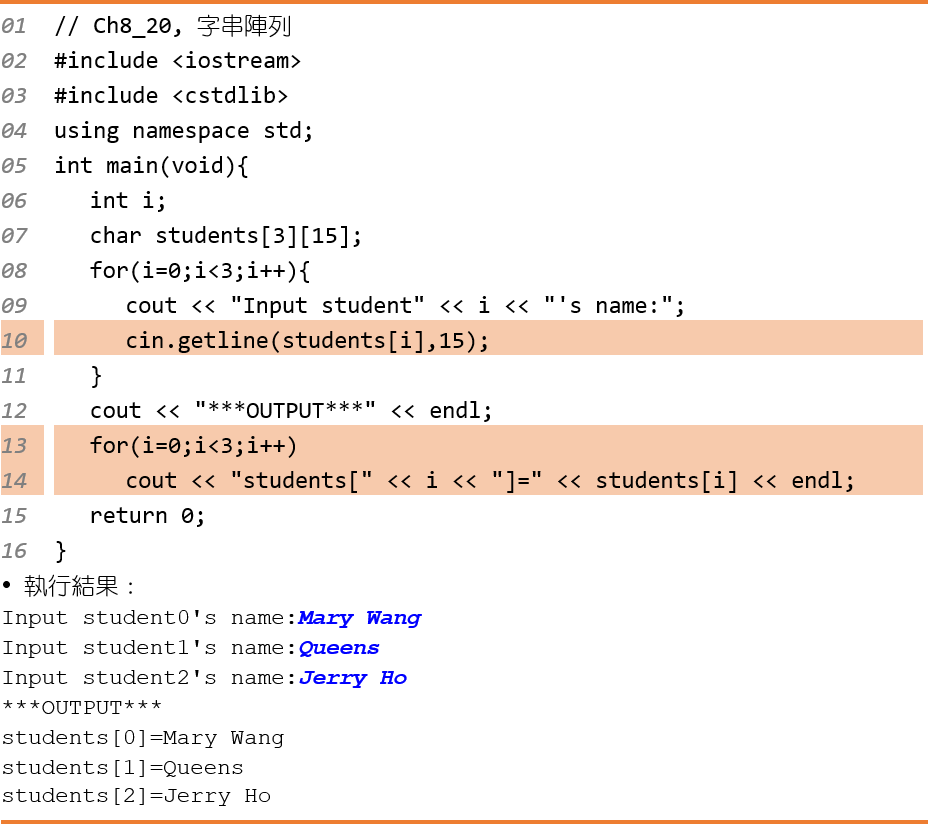 01 // Ch8_20, 字串陣列
02 #include <iostream>
03 #include <cstdlib>
04 using namespace std;
05 int main(void){
06 int i;
07 char students[3][15];
08 for(i=0;i<3;i++){
09 cout << "Input student" << i << "'s name:";
10 cin.getline(students[i],15);
11 }
12 cout << "***OUTPUT***" << endl;
13 for(i=0;i<3;i++)
14 cout << "students[" << i << "]=" << students[i] << endl;
15 return 0;
16 }
• 執行結果：
Input student0's name:Mary Wang
Input student1's name:Queens
Input student2's name:Jerry Ho
***OUTPUT***
students[0]=Mary Wang
students[1]=Queens
students[2]=Jerry Ho